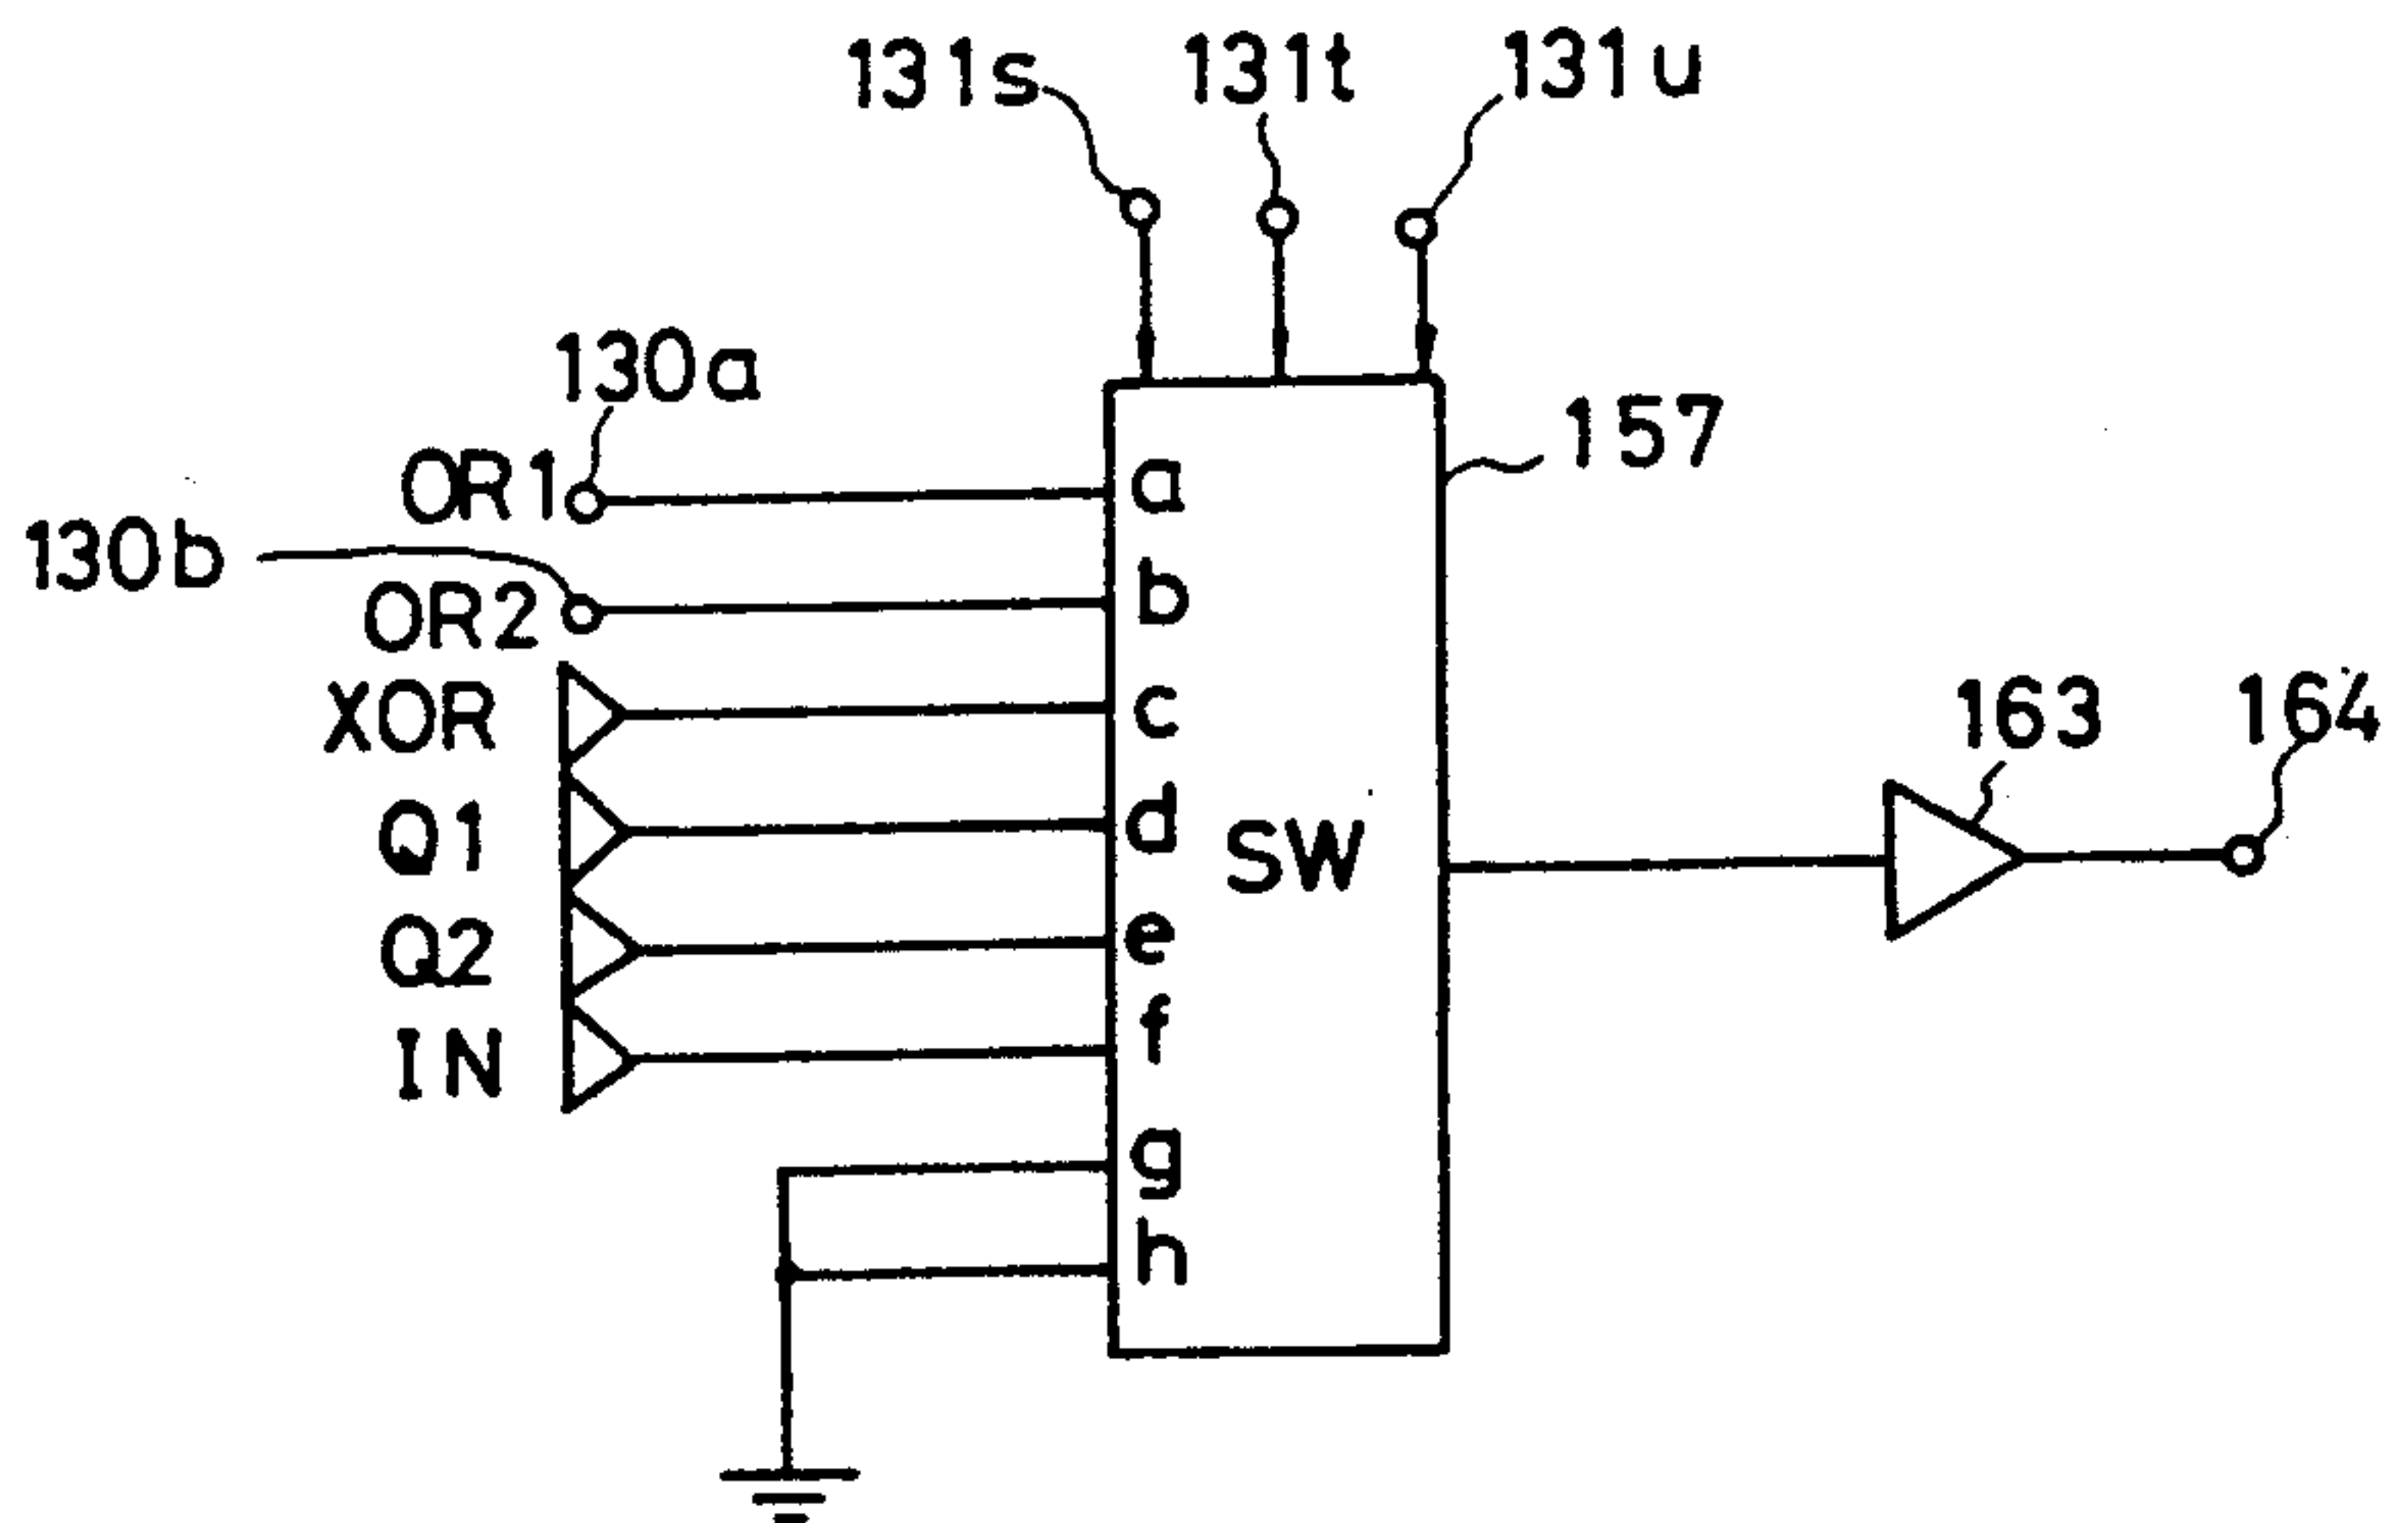 131s
131t
131u
130a
157
OR1
a
130b
b
OR2
XOR
c
163
164
Q1
d
SW
Q2
e
IN
f
g
h